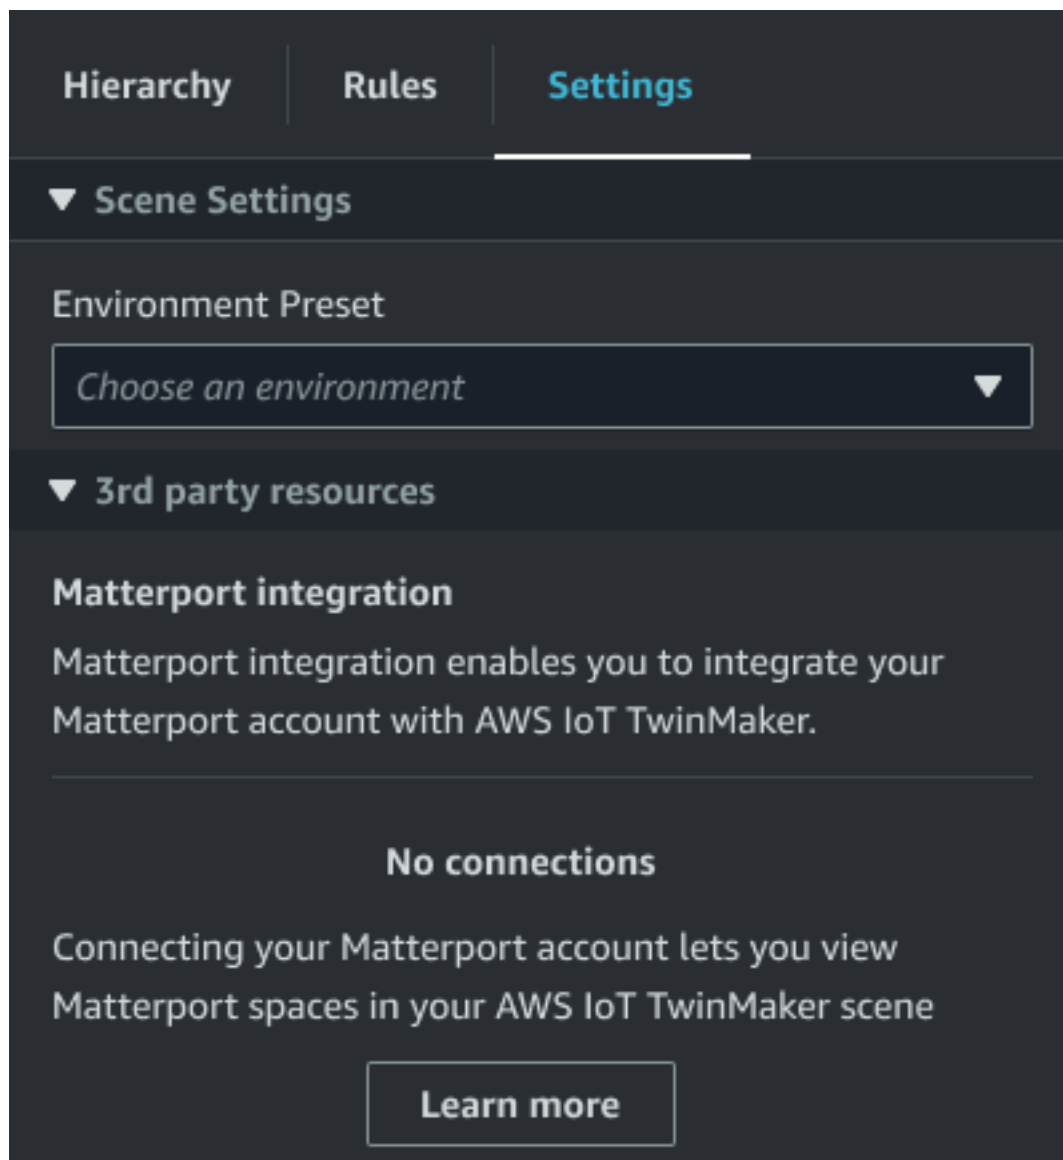 Hierarchy Rules Settings
Scene Settings
Environment Preset
Choose an environment
3rd party resources
Matterport integration
Matterport integration enables you to integrate your
Matterport account with AWS IoT TwinMaker.
No connections
Connecting your Matterport account lets you view
Matterport spaces in your AWS IoT TwinMaker scene
Learn more